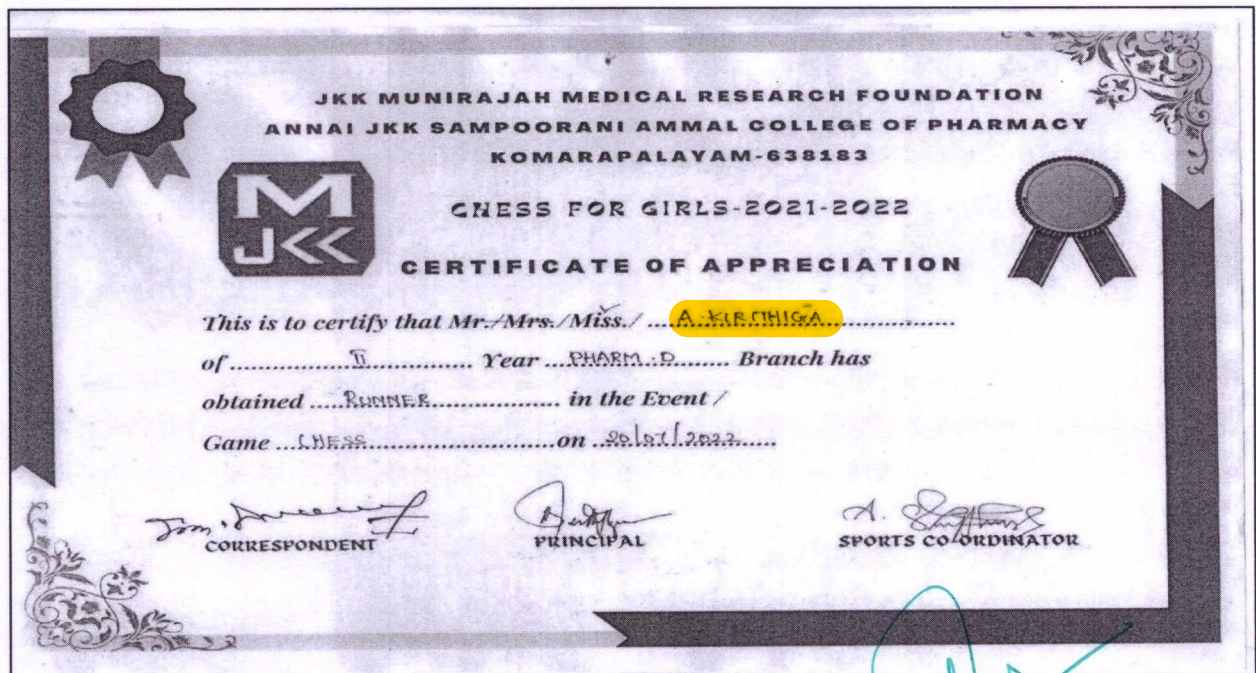 JKK MUNIRAJAH MEDICAL RESEARCH FOUNDATION
ANNAI JKK SAMPOORANI AMMAL COLLEGE OF PHARMACY
KOMARAPALAYAM-638183
M
JKK
CHESS FOR GIRLS-2021-2022
CERTIFICATE OF APPRECIATION
This is to certify that Mr./Mrs./Miss./ ....A. KIRUTHIGA....
of ....II.... Year ....PHARM.D.... Branch has
obtained ....RUNNER.... in the Event /
Game ....CHESS....on ....20/07/2022....
CORRESPONDENT PRINCIPAL SPORTS CO-ORDINATOR